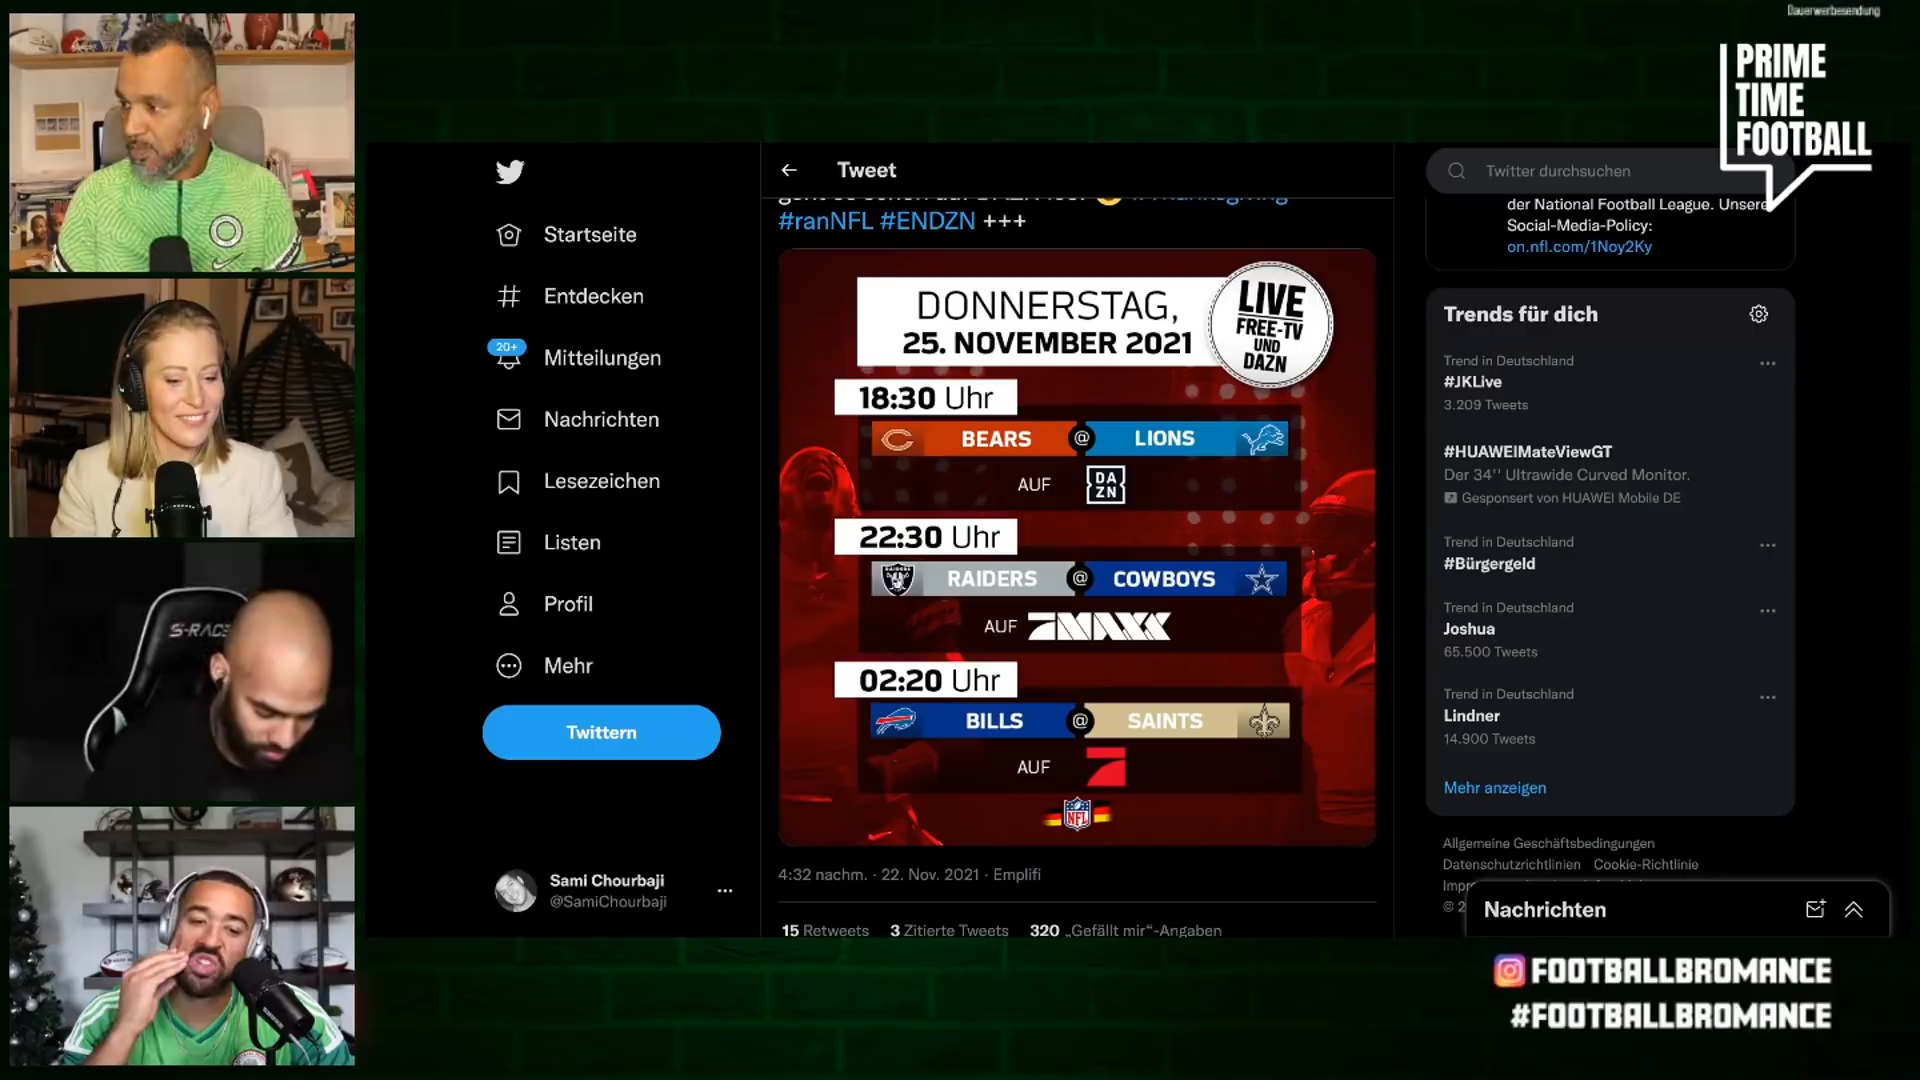 Dauerwerbesendung
PRIME
TIME
FOOTBALL
S-RACE
Startseite
Entdecken
20+
Mitteilungen
Nachrichten
Lesezeichen
Listen
Profil
Mehr
Twittern
Sami Chourbaji
@SamiChourbaji
Tweet
#ranNFL #ENDZN +++
DONNERSTAG,
25. NOVEMBER 2021
LIVE
FREE-TV
UND
DAZN
18:30 Uhr
BEARS @ LIONS
AUF DAZN
22:30 Uhr
RAIDERS @ COWBOYS
AUF 7MAXX
02:20 Uhr
BILLS @ SAINTS
AUF 7
NFL
4:32 nachm. · 22. Nov. 2021 · Emplifi
15 Retweets 3 Zitierte Tweets 320 „Gefällt mir“-Angaben
Twitter durchsuchen
der National Football League. Unsere
Social-Media-Policy:
on.nfl.com/1Noy2Ky
Trends für dich
Trend in Deutschland
#JKLive
3.209 Tweets
#HUAWEIMateViewGT
Der 34'' Ultrawide Curved Monitor.
Gesponsert von HUAWEI Mobile DE
Trend in Deutschland
#Bürgergeld
Trend in Deutschland
Joshua
65.500 Tweets
Trend in Deutschland
Lindner
14.900 Tweets
Mehr anzeigen
Allgemeine Geschäftsbedingungen
Datenschutzrichtlinien Cookie-Richtlinie
Nachrichten
FOOTBALLBROMANCE
#FOOTBALLBROMANCE